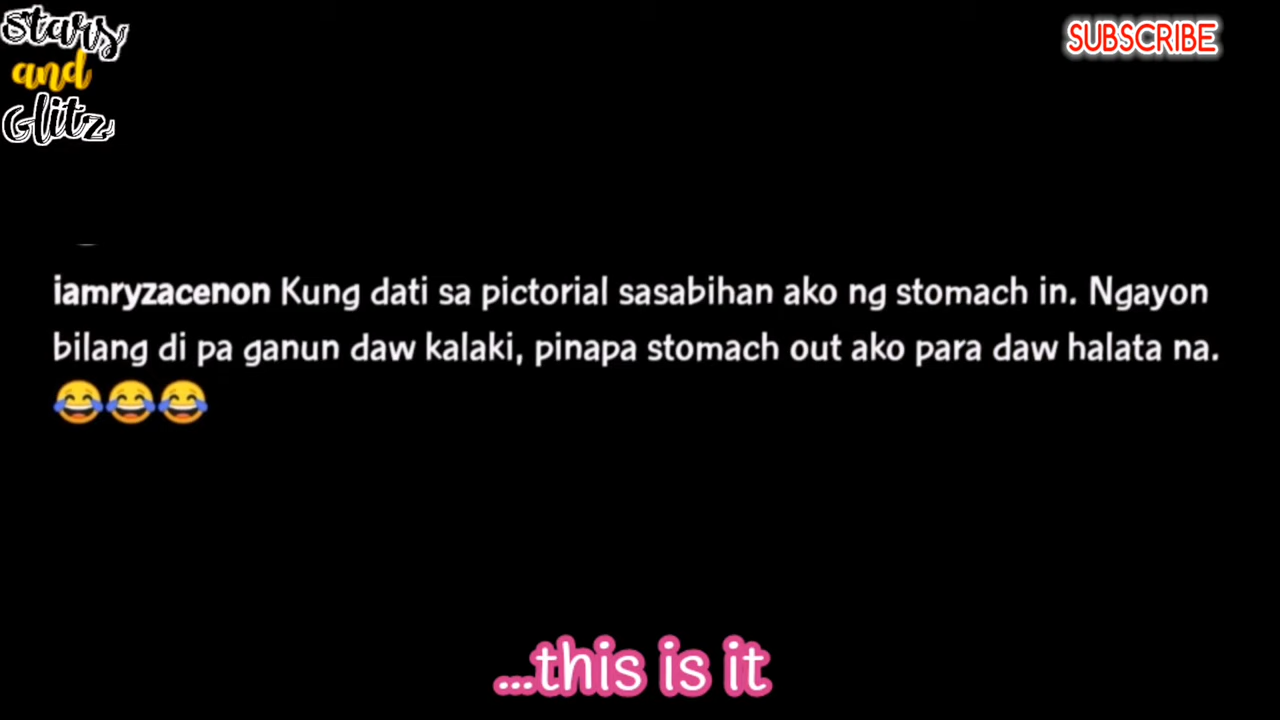 Stars
and
Glitz
SUBSCRIBE
iamryzacenon Kung dati sa pictorial sasabihan ako ng stomach in. Ngayon
bilang di pa ganun daw kalaki, pinapa stomach out ako para daw halata na.
😂😂😂
...this is it